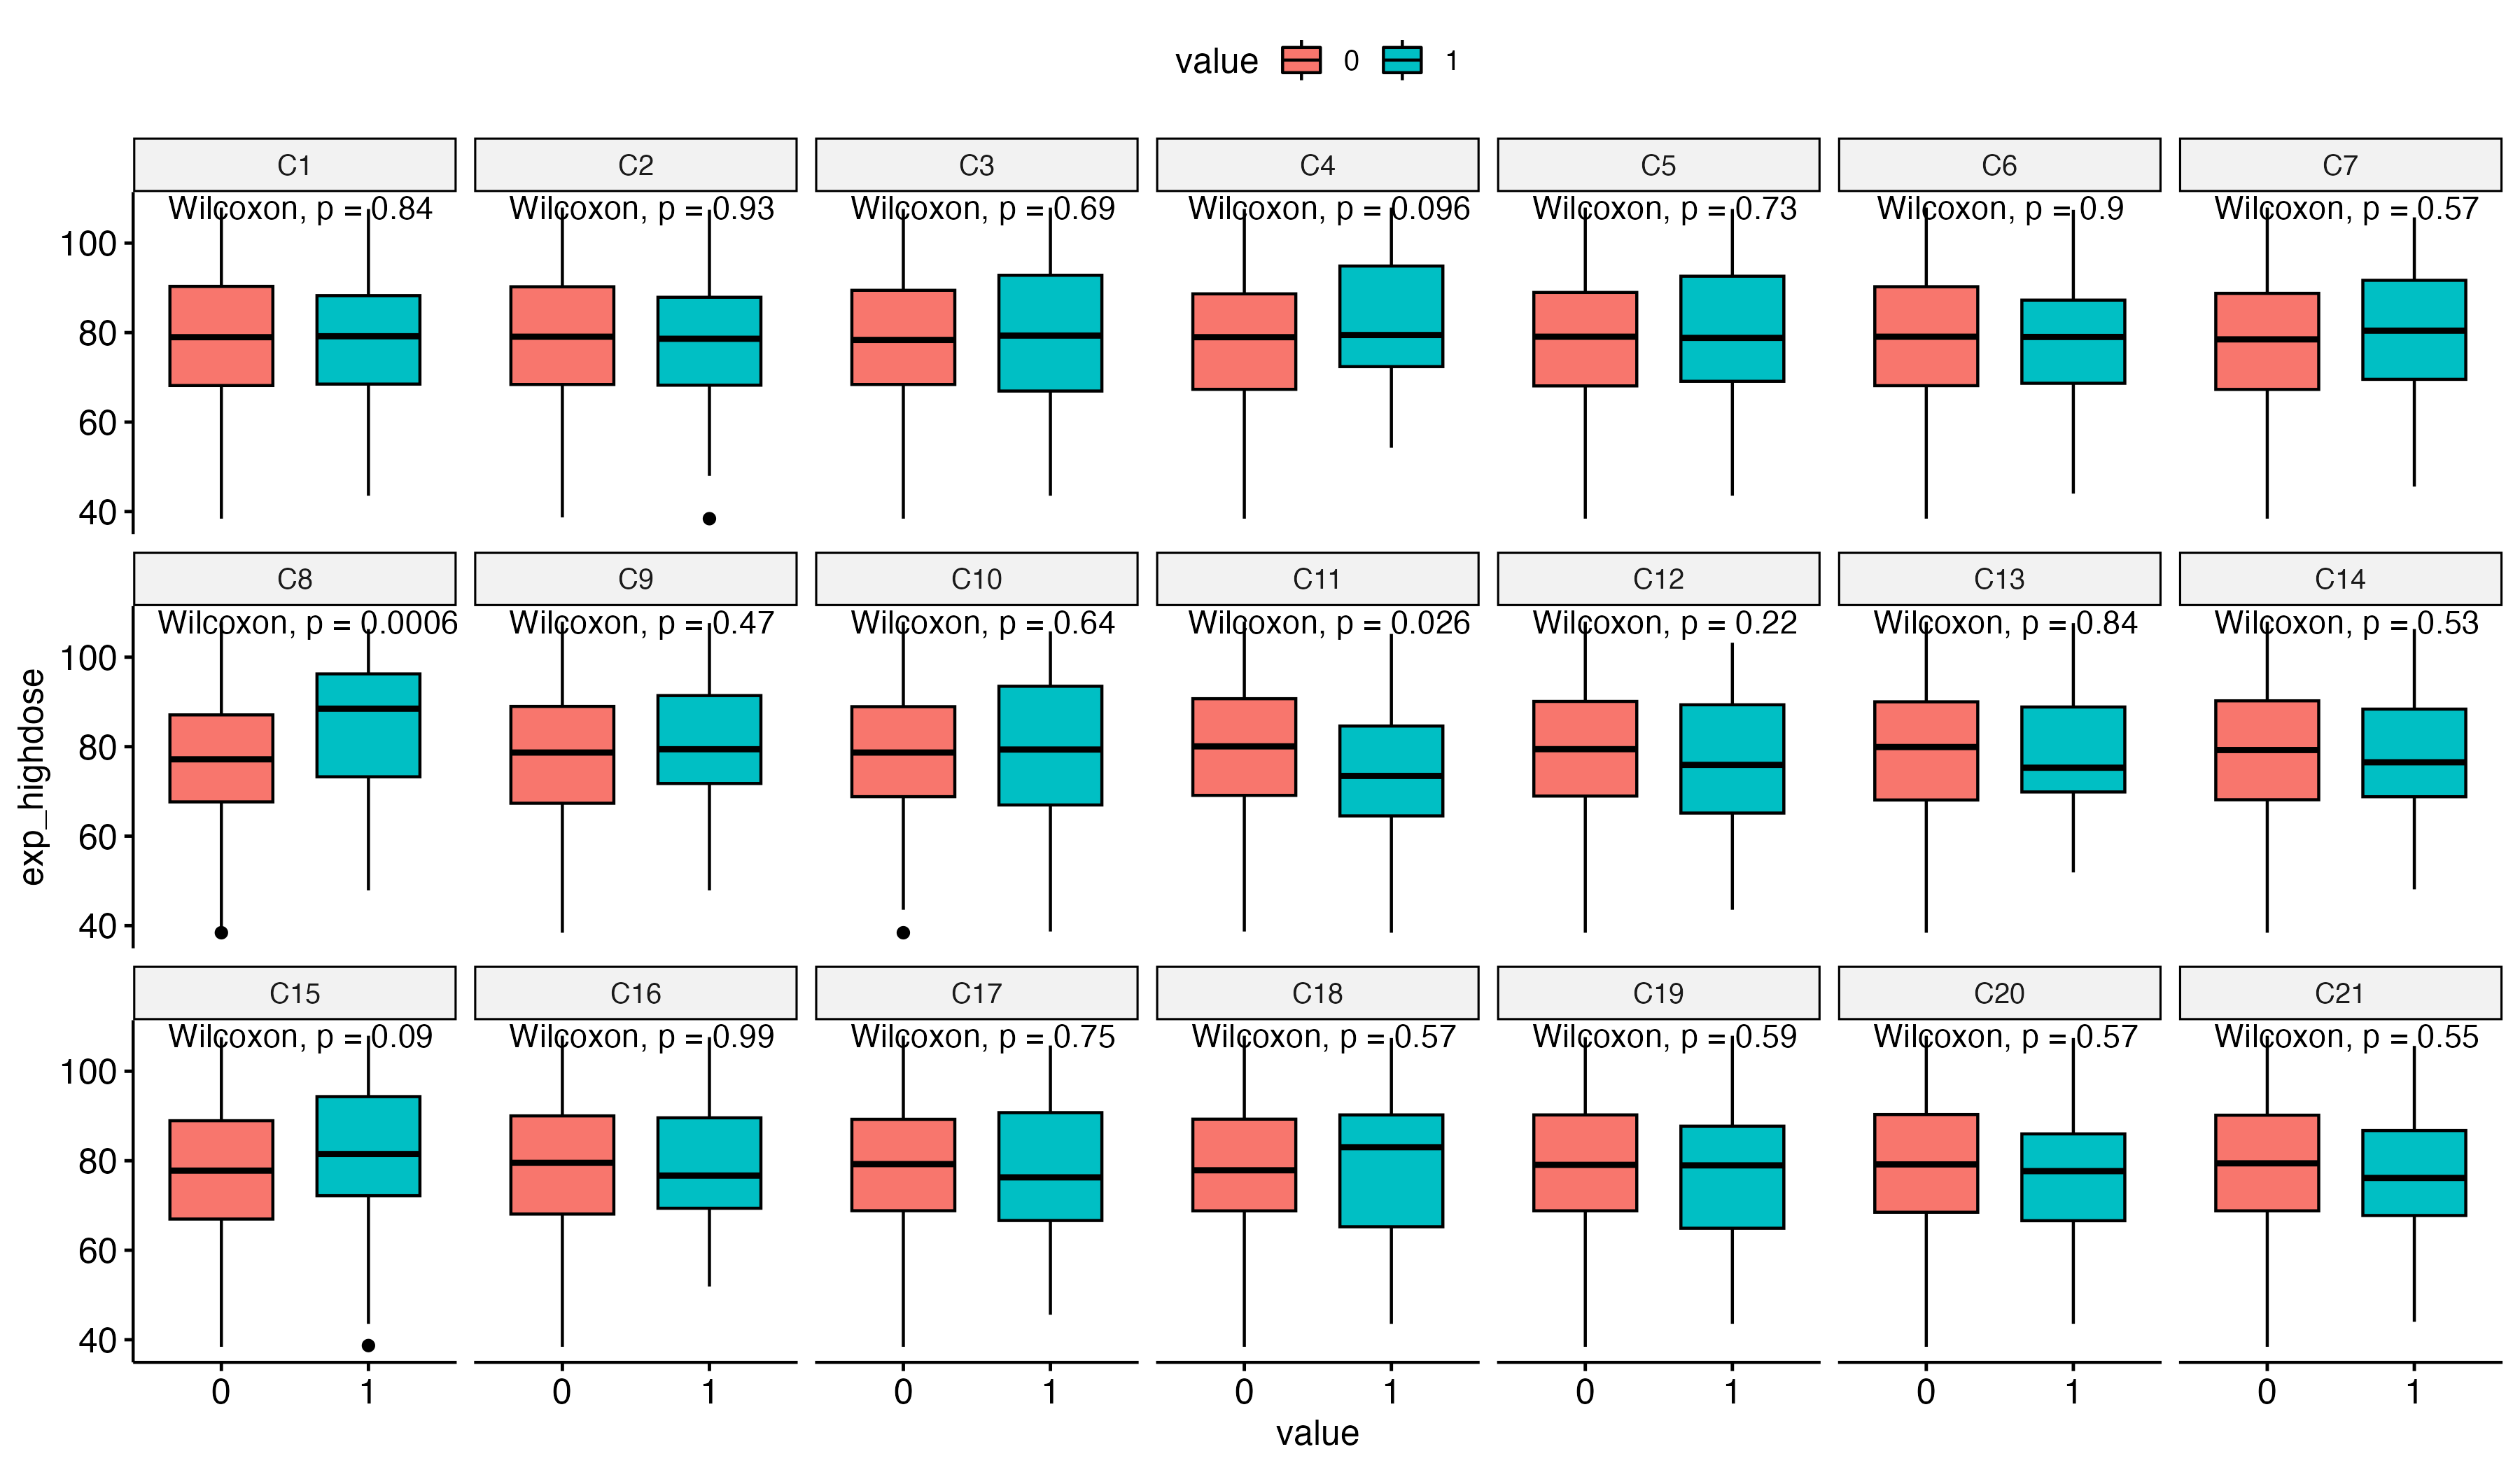 value 0 1
C1 C2 C3 C4 C5 C6 C7
Wilcoxon, p = 0.84 Wilcoxon, p = 0.93 Wilcoxon, p = 0.69 Wilcoxon, p = 0.096 Wilcoxon, p = 0.73 Wilcoxon, p = 0.9 Wilcoxon, p = 0.57
100
80
60
40
C8 C9 C10 C11 C12 C13 C14
Wilcoxon, p = 0.0006 Wilcoxon, p = 0.47 Wilcoxon, p = 0.64 Wilcoxon, p = 0.026 Wilcoxon, p = 0.22 Wilcoxon, p = 0.84 Wilcoxon, p = 0.53
100
80
60
40
exp_highdose
C15 C16 C17 C18 C19 C20 C21
Wilcoxon, p = 0.09 Wilcoxon, p = 0.99 Wilcoxon, p = 0.75 Wilcoxon, p = 0.57 Wilcoxon, p = 0.59 Wilcoxon, p = 0.57 Wilcoxon, p = 0.55
100
80
60
40
0 1 0 1 0 1 0 1 0 1 0 1 0 1
value